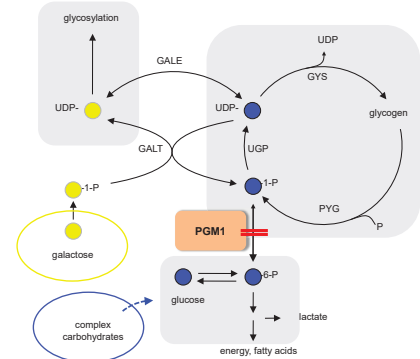 glycosylation
UDP
GALE
GYS
UDP-
UDP-
glycogen
GALT
UGP
-1-P
-1-P
PYG
P
PGM1
galactose
-6-P
glucose
lactate
complex
carbohydrates
energy, fatty acids